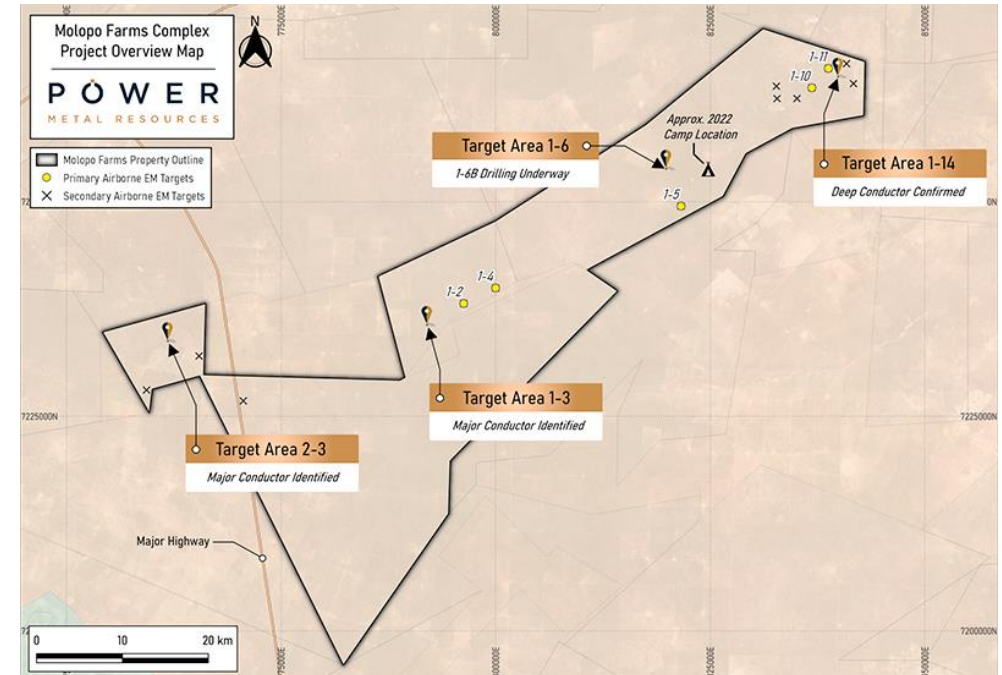 Molopo Farms Complex
Project Overview Map
POWER
METAL RESOURCES
Molopo Farms Property Outline
Primary Airborne EM Targets
Secondary Airborne EM Targets
N
775000E
800000E
825000E
850000E
1-11
1-10
Approx. 2022
Camp Location
Target Area 1-6
1-6B Drilling Underway
Target Area 1-14
Deep Conductor Confirmed
1-5
1-4
1-2
Target Area 1-3
Major Conductor Identified
7225000N
7225000N
Target Area 2-3
Major Conductor Identified
Major Highway
7200000N
0 10 20 km
775000E
825000E